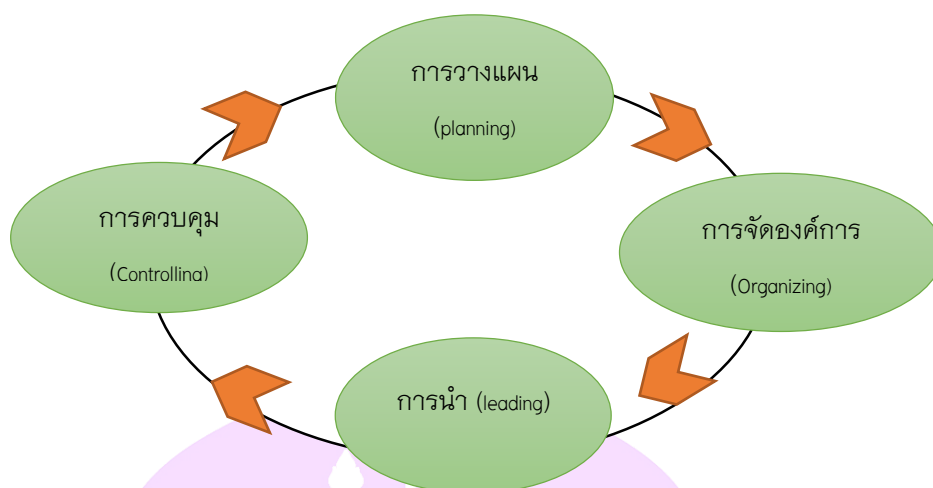 การวางแผน
(planning)
การจัดองค์การ
(Organizing)
การนำ (leading)
การควบคุม
(Controllina)